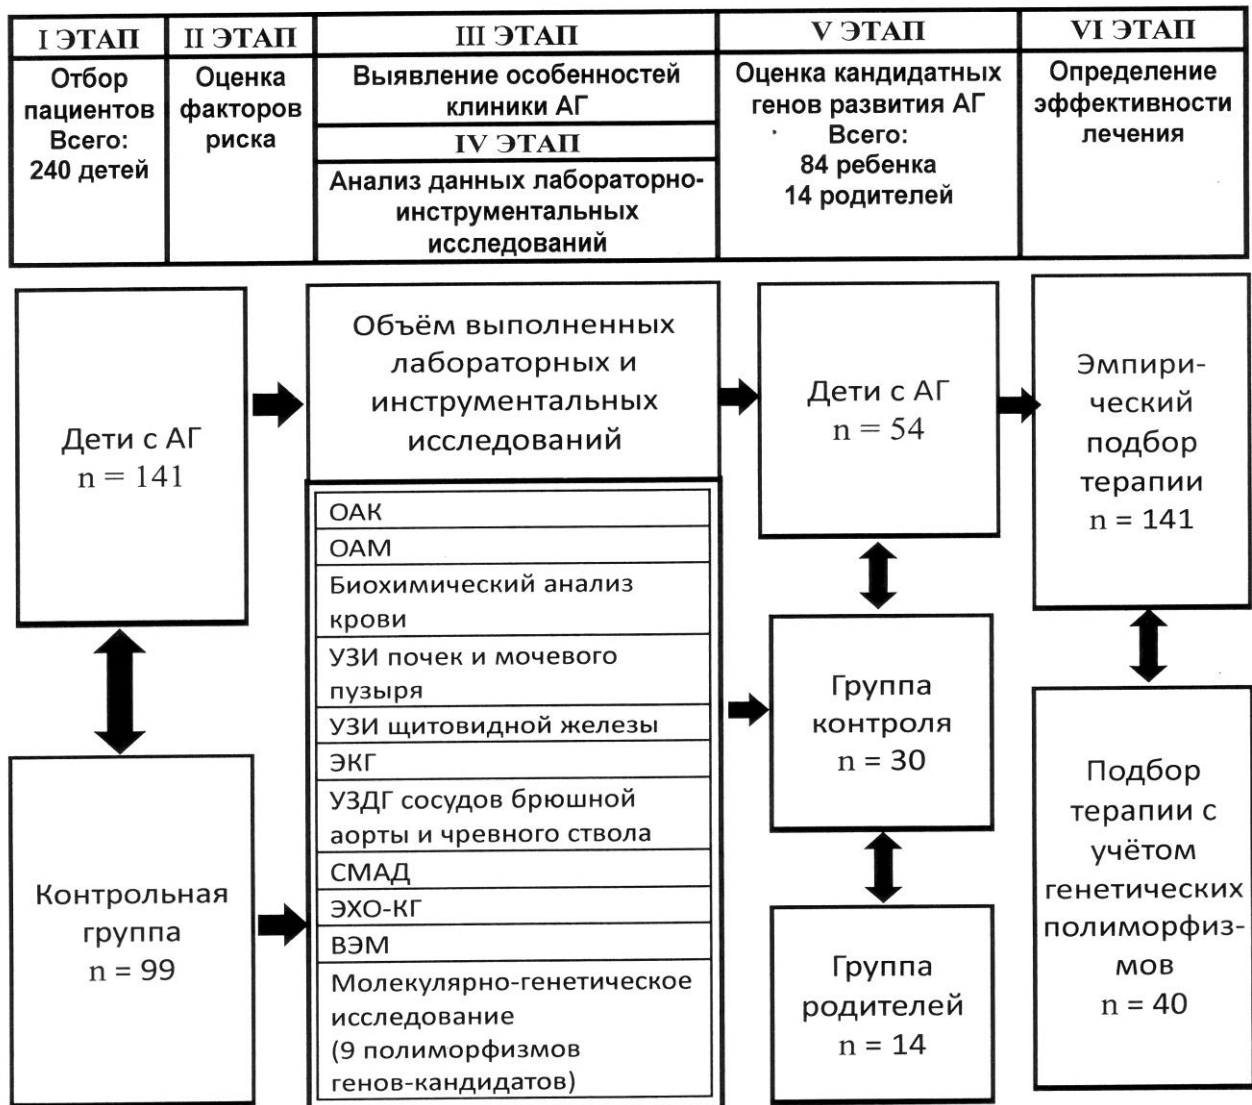 I ЭТАП
Отбор
пациентов
Всего:
240 детей
II ЭТАП
Оценка
факторов
риска
III ЭТАП
Выявление особенностей
клиники АГ
IV ЭТАП
Анализ данных лабораторно-
инструментальных
исследований
V ЭТАП
Оценка кандидатных
генов развития АГ
Всего:
84 ребенка
14 родителей
VI ЭТАП
Определение
эффективности
лечения
Дети с АГ
n = 141
Контрольная
группа
n = 99
Объём выполненных
лабораторных и
инструментальных
исследований
ОАК
ОАМ
Биохимический анализ
крови
УЗИ почек и мочевого
пузыря
УЗИ щитовидной железы
ЭКГ
УЗДГ сосудов брюшной
аорты и чревного ствола
СМАД
ЭХО-КГ
ВЭМ
Молекулярно-генетическое
исследование
(9 полиморфизмов
генов-кандидатов)
Дети с АГ
n = 54
Группа
контроля
n = 30
Группа
родителей
n = 14
Эмпири-
ческий
подбор
терапии
n = 141
Подбор
терапии с
учётом
генетических
полиморфиз-
мов
n = 40